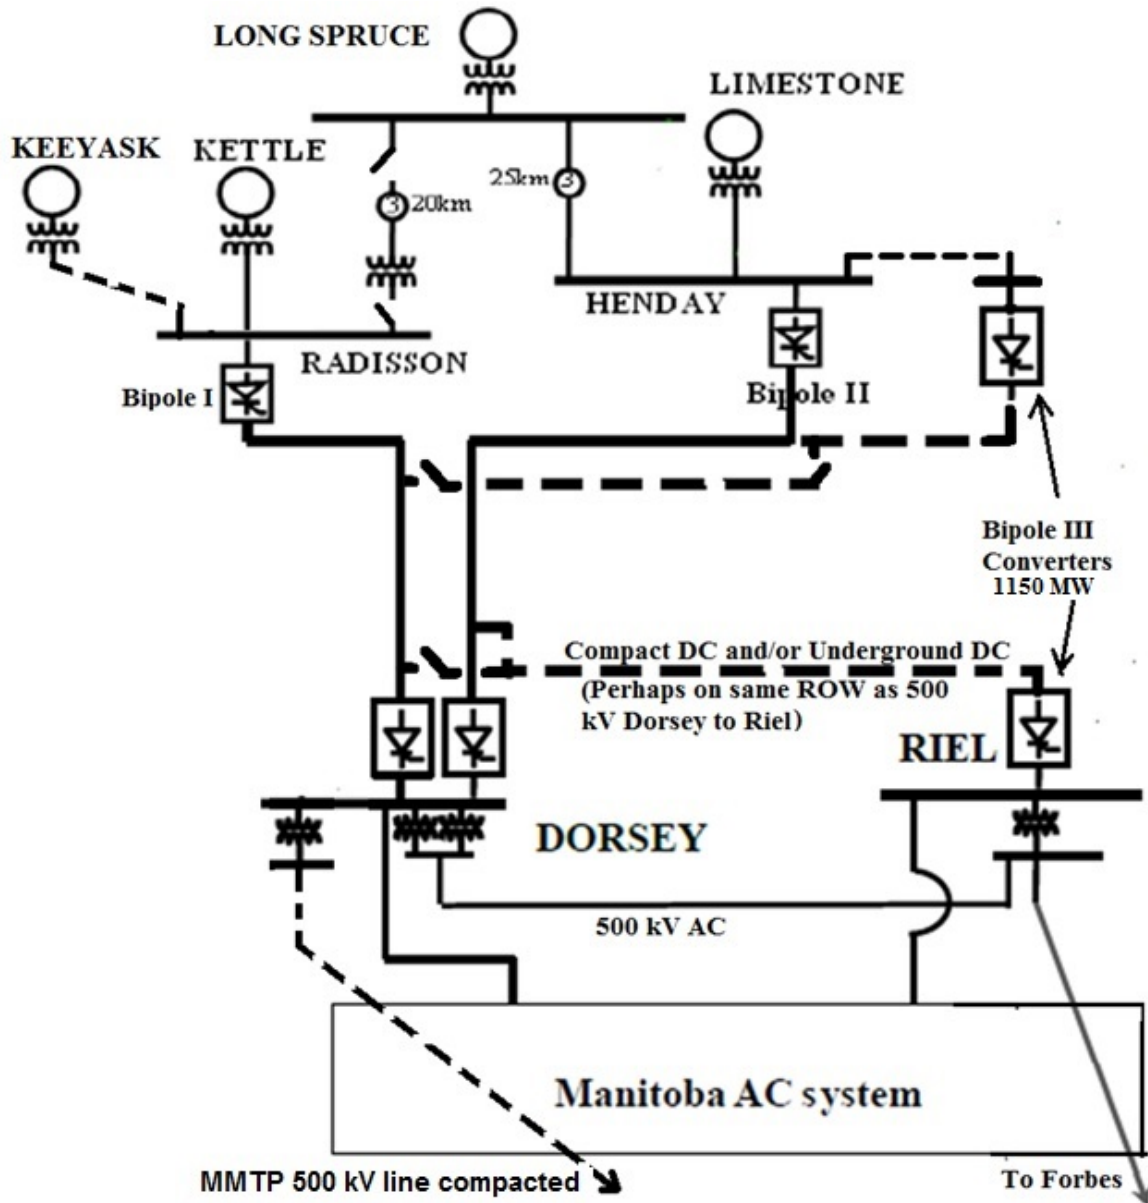 LONG SPRUCE
LIMESTONE
KEEYASK
KETTLE
25km
3
3
20km
HENDAY
RADISSON
Bipole I
Bipole II
Bipole III
Converters
1150 MW
Compact DC and/or Underground DC
(Perhaps on same ROW as 500
kV Dorsey to Riel)
RIEL
DORSEY
500 kV AC
Manitoba AC system
MMTP 500 kV line compacted
To Forbes